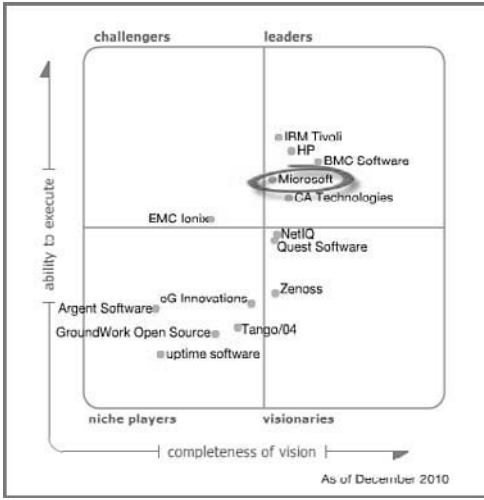 challengers
leaders
IBM Tivoli
HP
BMC Software
Microsoft
CA Technologies
EMC Ionix
NetIQ
Quest Software
Zenoss
oG Innovations
Argent Software
GroundWork Open Source
Tango/04
uptime software
niche players
visionaries
ability to execute
completeness of vision
As of December 2010